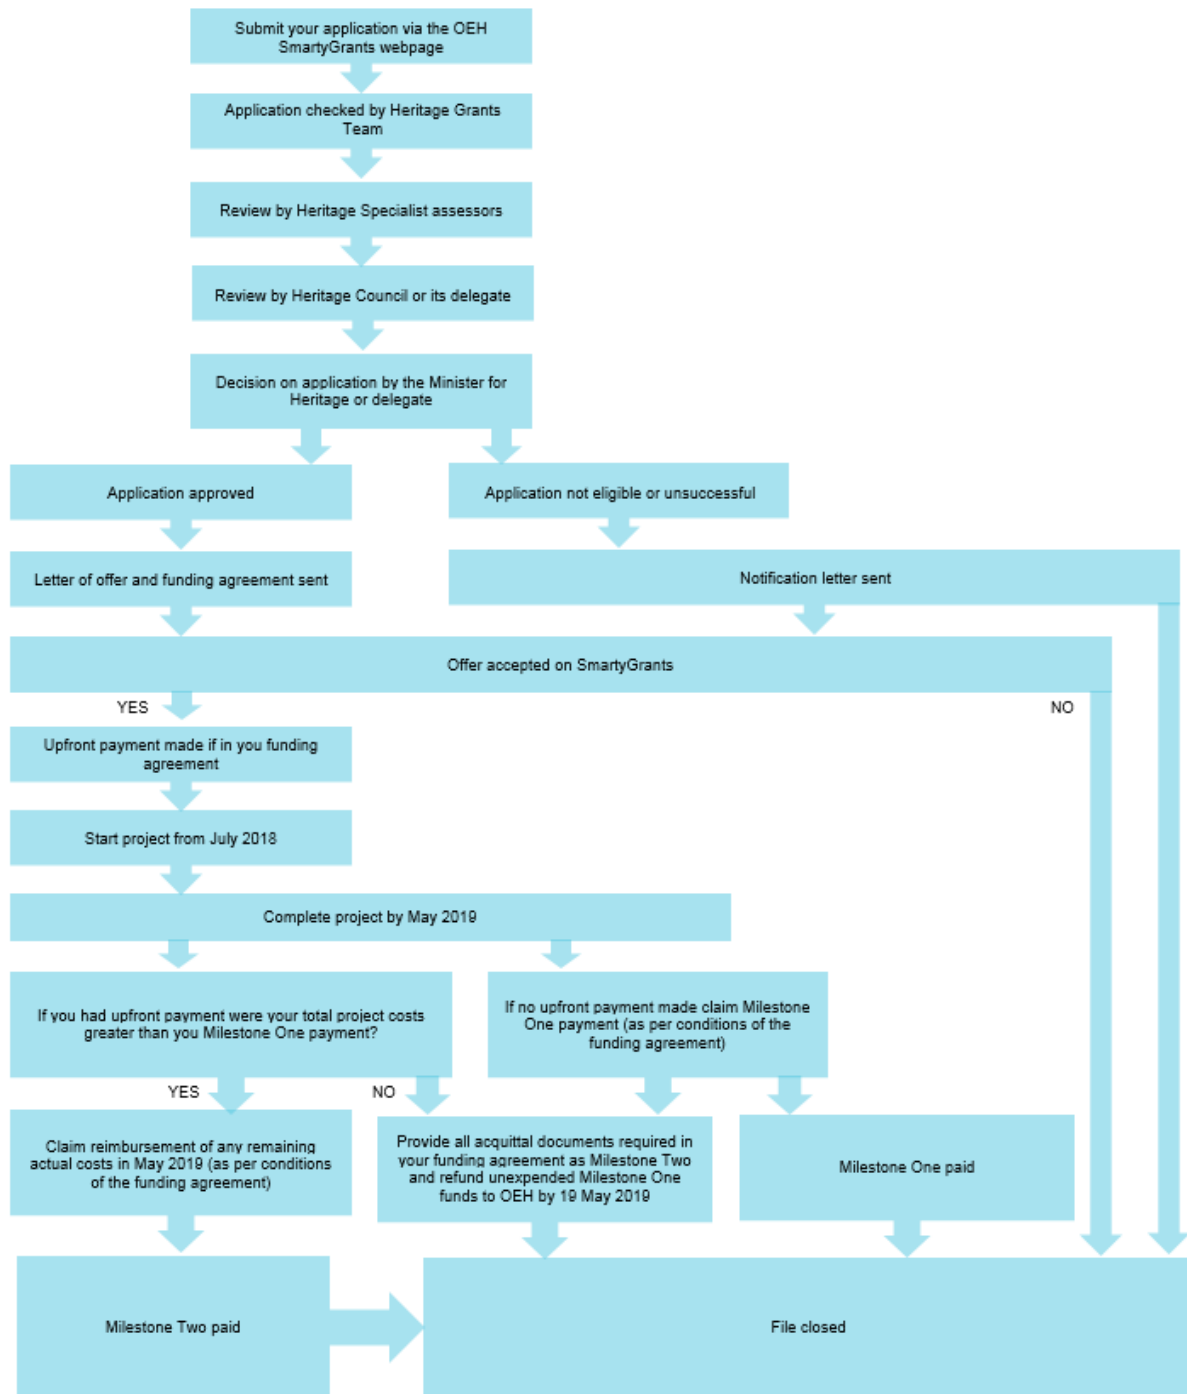 Submit your application via the OEH
SmartyGrants webpage
Application checked by Heritage Grants
Team
Review by Heritage Specialist assessors
Review by Heritage Council or its delegate
Decision on application by the Minister for
Heritage or delegate
Application approved
Application not eligible or unsuccessful
Letter of offer and funding agreement sent
Notification letter sent
Offer accepted on SmartyGrants
YES
NO
Upfront payment made if in you funding
agreement
Start project from July 2018
Complete project by May 2019
If you had upfront payment were your total project costs
greater than you Milestone One payment?
If no upfront payment made claim Milestone
One payment (as per conditions of the
funding agreement)
YES
NO
Claim reimbursement of any remaining
actual costs in May 2019 (as per conditions
of the funding agreement)
Provide all acquittal documents required in
your funding agreement as Milestone Two
and refund unexpended Milestone One
funds to OEH by 19 May 2019
Milestone One paid
Milestone Two paid
File closed